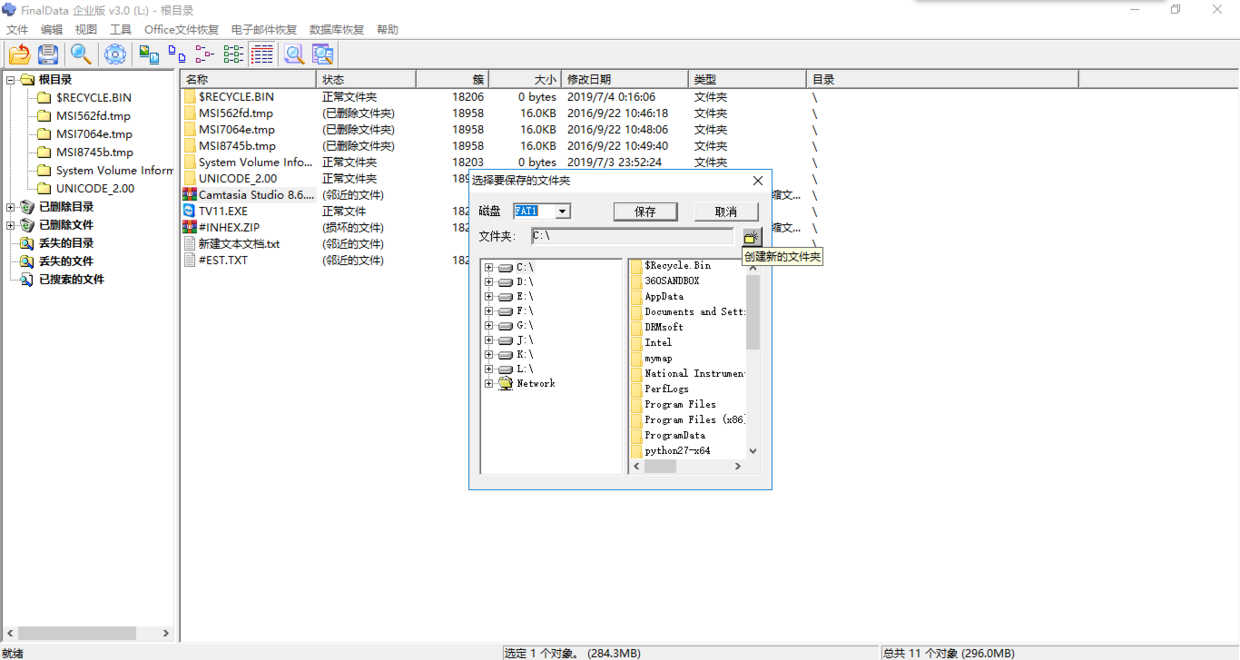 FinalData 企业版 v3.0 (L:) - 根目录
文件 编辑 视图 工具 Office文件恢复 电子邮件恢复 数据库恢复 帮助
根目录
$RECYCLE.BIN
MSI562fd.tmp
MSI7064e.tmp
MSI8745b.tmp
System Volume Inform
UNICODE_2.00
已删除目录
已删除文件
丢失的目录
丢失的文件
已搜索的文件
名称 状态 簇 大小 修改日期 类型 目录
$RECYCLE.BIN 正常文件夹 18206 0 bytes 2019/7/4 0:16:06 文件夹 \
MSI562fd.tmp (已删除文件夹) 18958 16.0KB 2016/9/22 10:46:18 文件夹 \
MSI7064e.tmp (已删除文件夹) 18958 16.0KB 2016/9/22 10:48:06 文件夹 \
MSI8745b.tmp (已删除文件夹) 18958 16.0KB 2016/9/22 10:49:40 文件夹 \
System Volume Info... 正常文件夹 18203 0 bytes 2019/7/3 23:52:24 文件夹 \
UNICODE_2.00 正常文件夹 189 \
Camtasia Studio 8.6.... (邻近的文件) 缩文... \
TV11.EXE 正常文件 182 \
#INHEX.ZIP (损坏的文件) 182 缩文... \
新建文本文档.txt (邻近的文件) 182 \
#EST.TXT (邻近的文件) 182
选择要保存的文件夹
磁盘 FAT1 保存 取消
文件夹: C:\
创建新的文件夹
C:\
D:\
E:\
F:\
G:\
J:\
K:\
L:\
Network
$Recycle.Bin
360SANDBOX
AppData
Documents and Sett
DRMsoft
Intel
mymap
National Instrumen
PerfLogs
Program Files
Program Files (x86)
ProgramData
python27-x64
就绪 选定 1 个对象。 (284.3MB) 总共 11 个对象 (296.0MB)